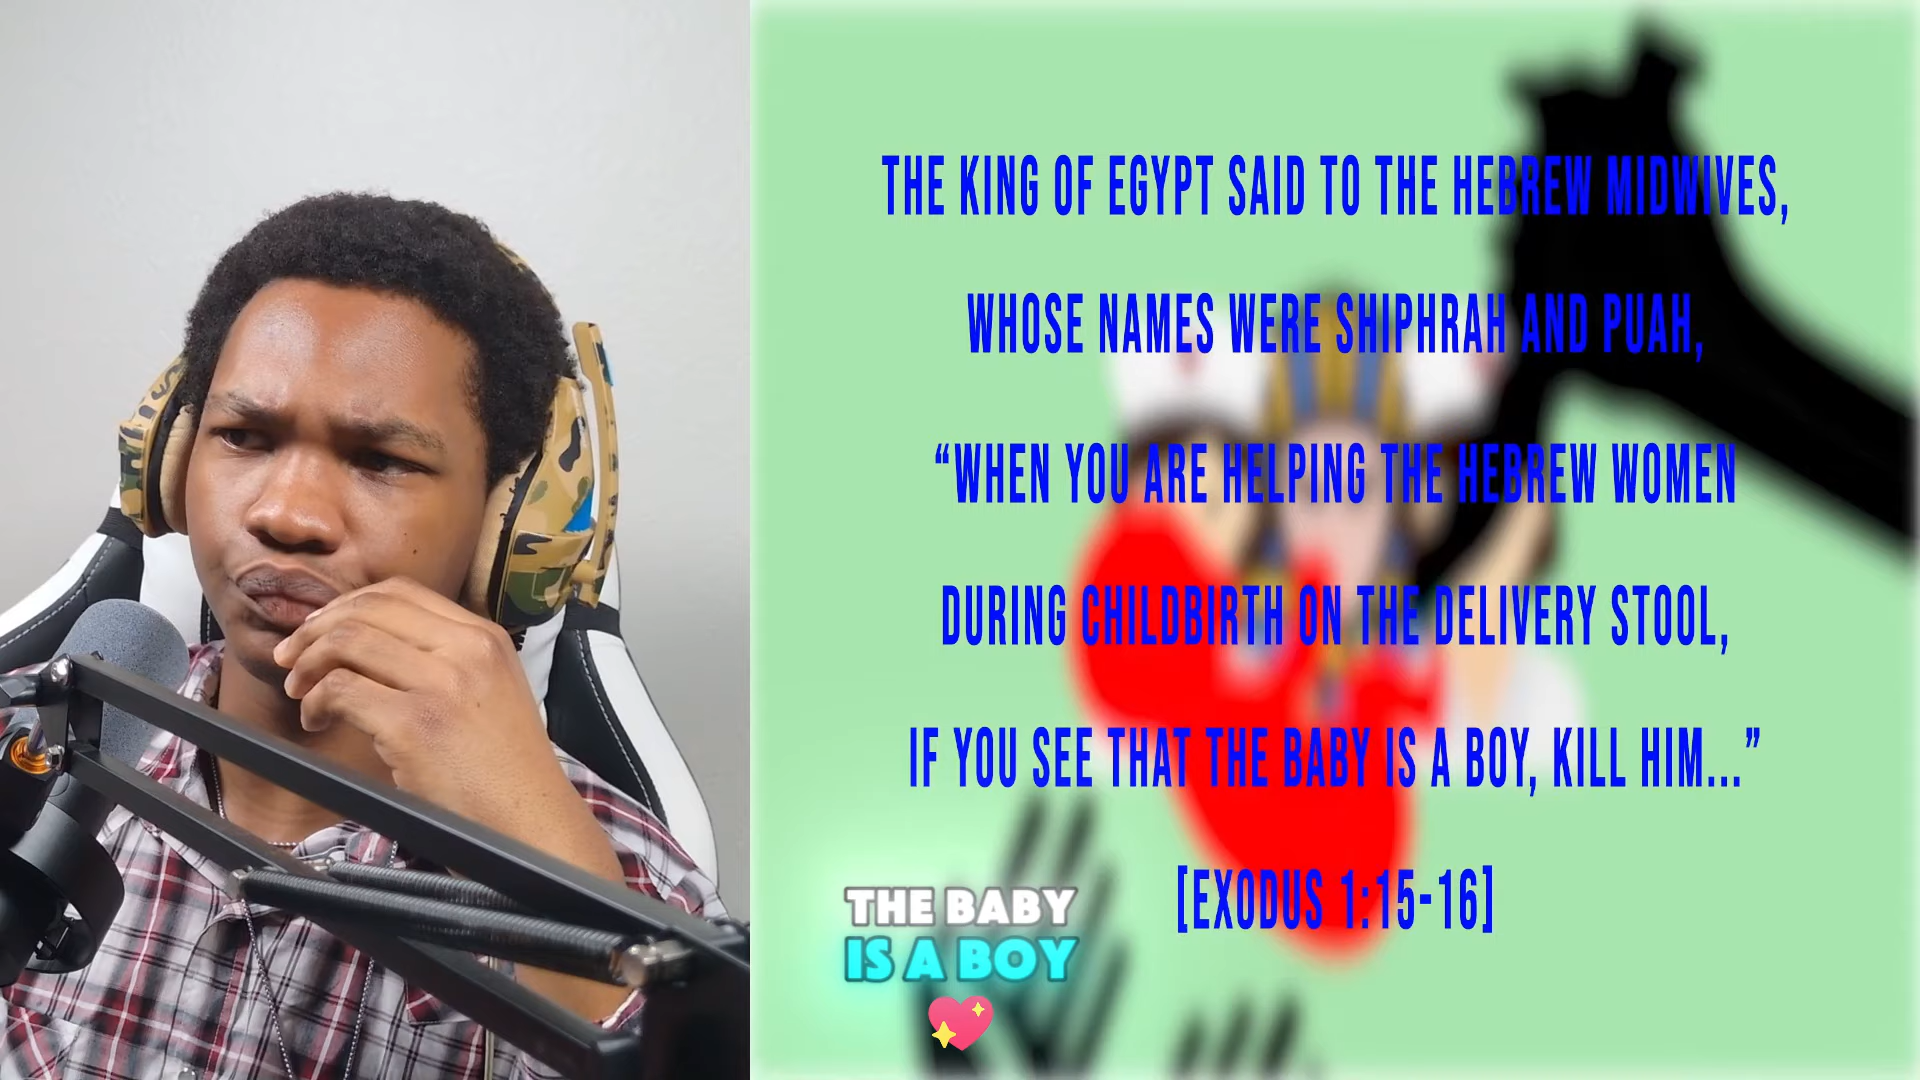 THE KING OF EGYPT SAID TO THE HEBREW MIDWIVES,
WHOSE NAMES WERE SHIPHRAH AND PUAH,
“WHEN YOU ARE HELPING THE HEBREW WOMEN
DURING CHILDBIRTH ON THE DELIVERY STOOL,
IF YOU SEE THAT THE BABY IS A BOY, KILL HIM...”
[EXODUS 1:15-16]
THE BABY
IS A BOY